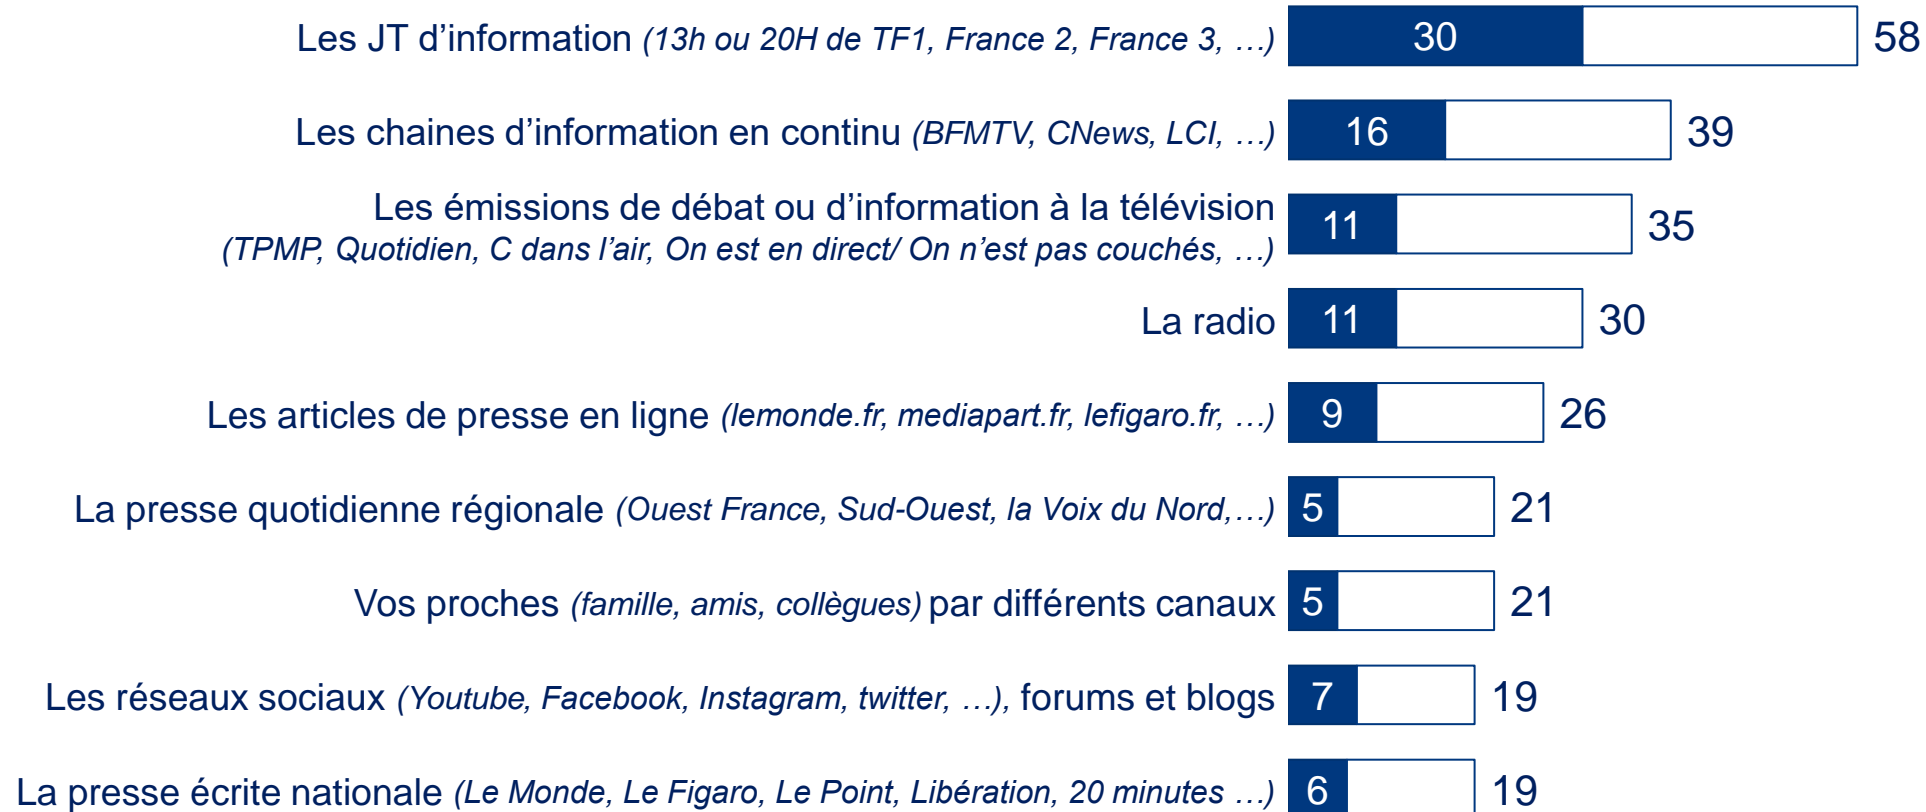 Les JT d’information (13h ou 20H de TF1, France 2, France 3, …) 30 58
Les chaines d’information en continu (BFMTV, CNews, LCI, …) 16 39
Les émissions de débat ou d’information à la télévision
(TPMP, Quotidien, C dans l’air, On est en direct/ On n’est pas couchés, …) 11 35
La radio 11 30
Les articles de presse en ligne (lemonde.fr, mediapart.fr, lefigaro.fr, …) 9 26
La presse quotidienne régionale (Ouest France, Sud-Ouest, la Voix du Nord,…) 5 21
Vos proches (famille, amis, collègues) par différents canaux 5 21
Les réseaux sociaux (Youtube, Facebook, Instagram, twitter, …), forums et blogs 7 19
La presse écrite nationale (Le Monde, Le Figaro, Le Point, Libération, 20 minutes …) 6 19